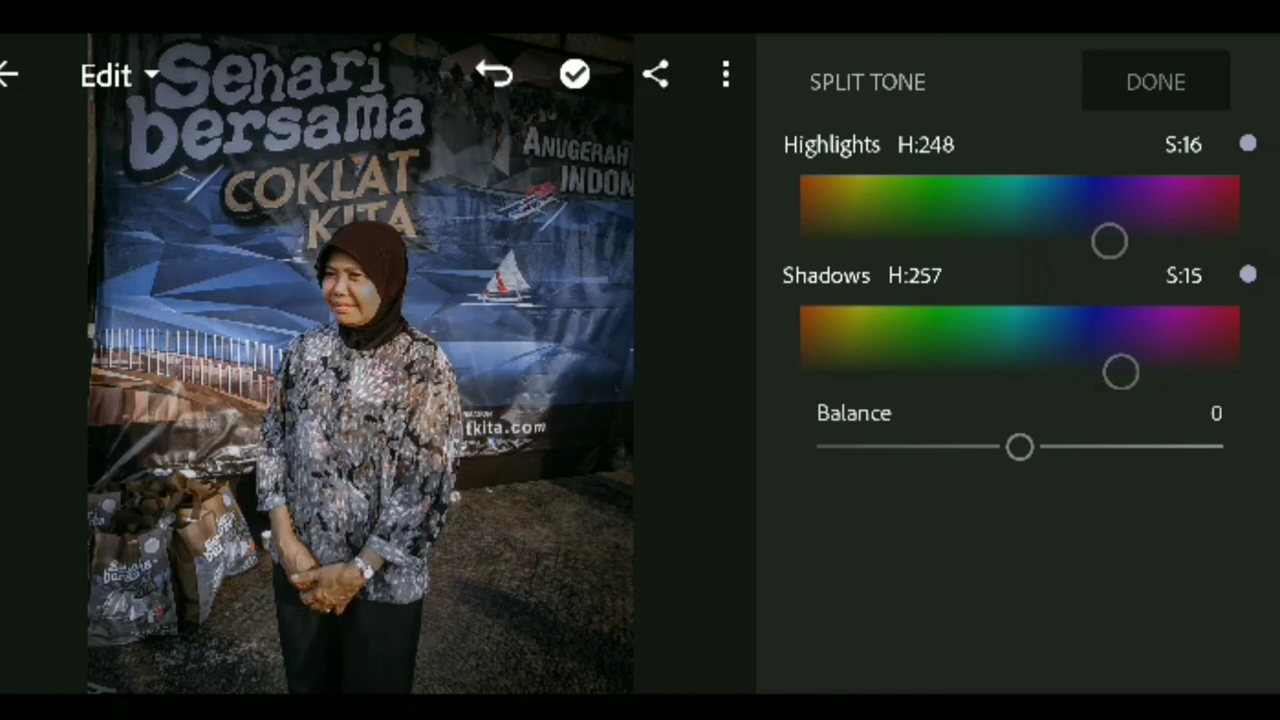 Edit
SPLIT TONE
DONE
Highlights H:248 S:16
Shadows H:257 S:15
Balance 0
Sehari
bersama
COKLAT
KITA
ANUGERAH
INDON
tkita.com